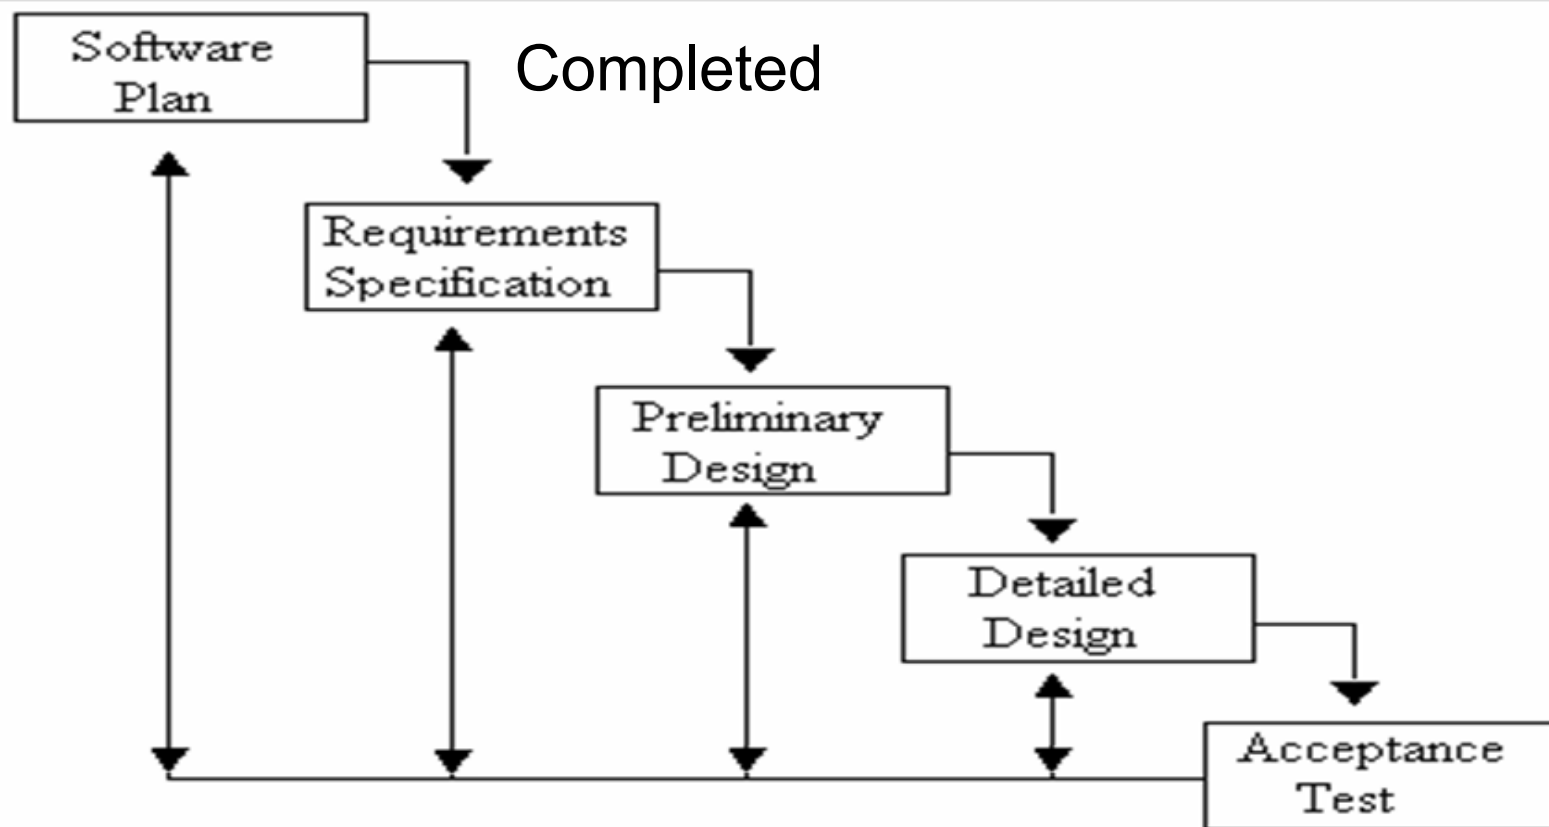 Software
Plan
Completed
Requirements
Specification
Preliminary
Design
Detailed
Design
Acceptance
Test